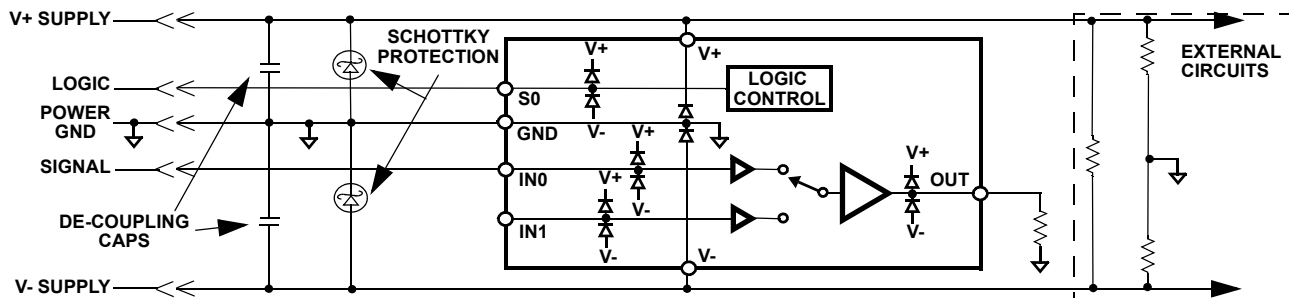 V+ SUPPLY
SCHOTTKY
PROTECTION
EXTERNAL
CIRCUITS
LOGIC
POWER
GND
SIGNAL
DE-COUPLING
CAPS
V- SUPPLY
V+
V+
LOGIC
CONTROL
S0
V-
GND
V+
IN0
V+
V-
IN1
V-
V+
OUT
V-
V-